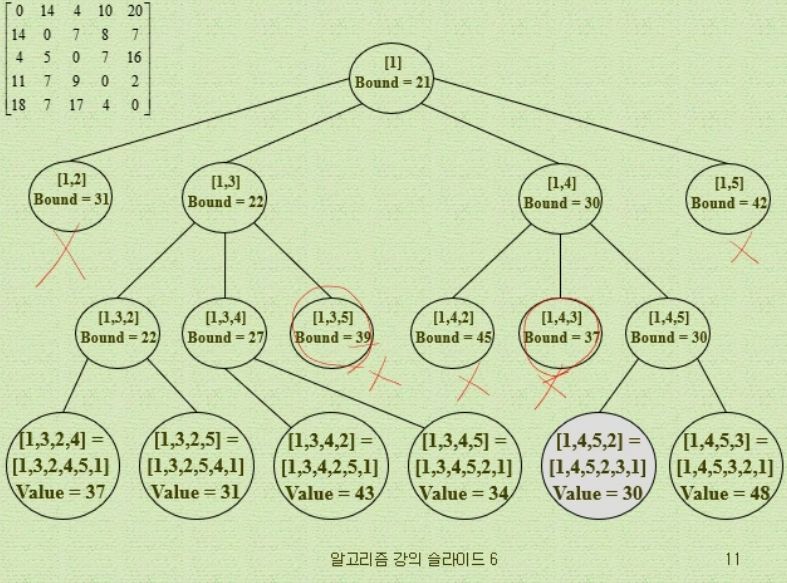 0 14 4 10 20
14 0 7 8 7
4 5 0 7 16
11 7 9 0 2
18 7 17 4 0
[1]
Bound = 21
[1,2]
Bound = 31
[1,3]
Bound = 22
[1,4]
Bound = 30
[1,5]
Bound = 42
[1,3,2]
Bound = 22
[1,3,4]
Bound = 27
[1,3,5]
Bound = 39
[1,4,2]
Bound = 45
[1,4,3]
Bound = 37
[1,4,5]
Bound = 30
[1,3,2,4] =
[1,3,2,4,5,1]
Value = 37
[1,3,2,5] =
[1,3,2,5,4,1]
Value = 31
[1,3,4,2] =
[1,3,4,2,5,1]
Value = 43
[1,3,4,5] =
[1,3,4,5,2,1]
Value = 34
[1,4,5,2] =
[1,4,5,2,3,1]
Value = 30
[1,4,5,3] =
[1,4,5,3,2,1]
Value = 48
알고리즘 강의 슬라이드 6
11